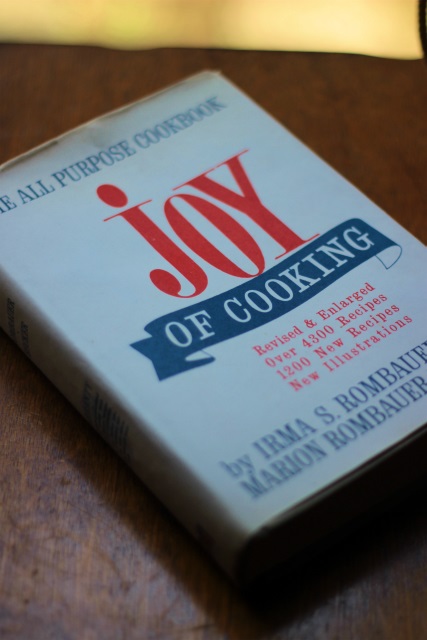 ALL PURPOSE COOKBOOK
JOY
OF COOKING
Revised & Enlarged
Over 4300 Recipes
1200 New Recipes
New Illustrations
by IRMA S. ROMBAUER
MARION ROMBAUER